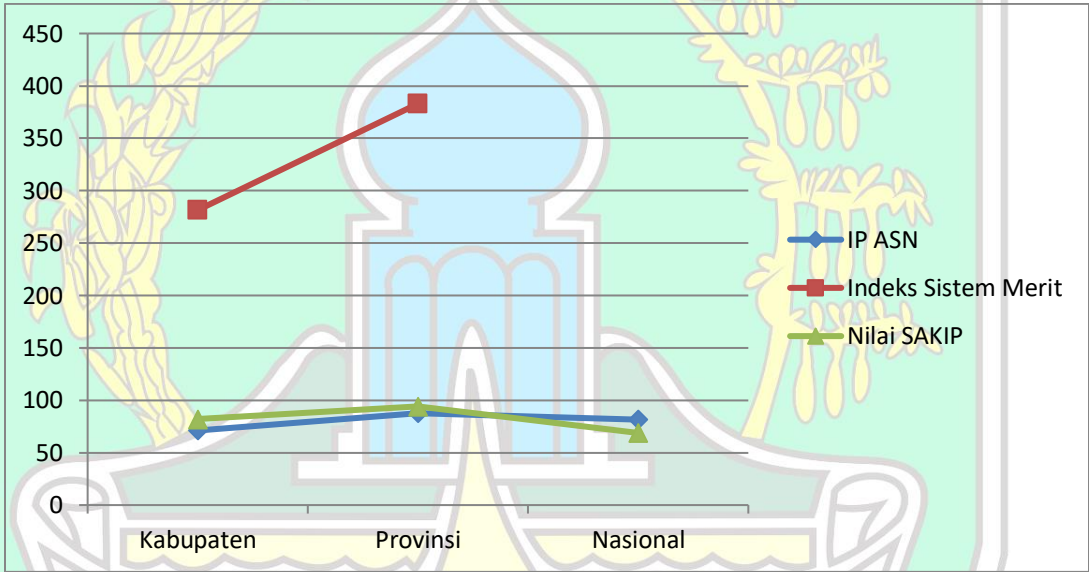 450
400
350
300
250
200
150
100
50
0
Kabupaten Provinsi Nasional
IP ASN
Indeks Sistem Merit
Nilai SAKIP